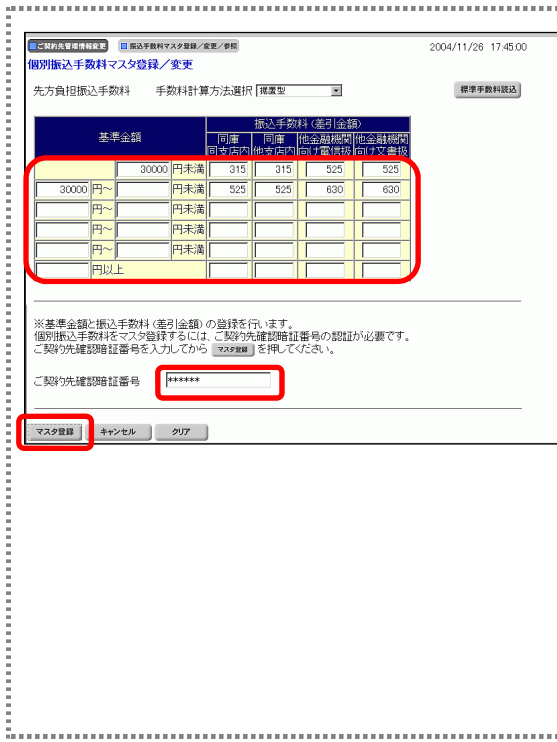 ご契約先管理情報変更 振込手数料マスタ登録／変更／参照 2004/11/26 17:45:00
個別振込手数料マスタ登録／変更
先方負担振込手数料 手数料計算方法選択 据置型 標準手数料読込
基準金額 振込手数料（差引金額）
同庫 同庫 他金融機関 他金融機関
同支店内 他支店内 向け電信扱 向け文書扱
30000 円未満 315 315 525 525
30000 円～ 円未満 525 525 630 630
円～ 円未満
円～ 円未満
円～ 円未満
円以上
※基準金額と振込手数料（差引金額）の登録を行います。
個別振込手数料をマスタ登録するには、ご契約先確認暗証番号の認証が必要です。
ご契約先確認暗証番号を入力してから マスタ登録 を押してください。
ご契約先確認暗証番号 ******
マスタ登録 キャンセル クリア